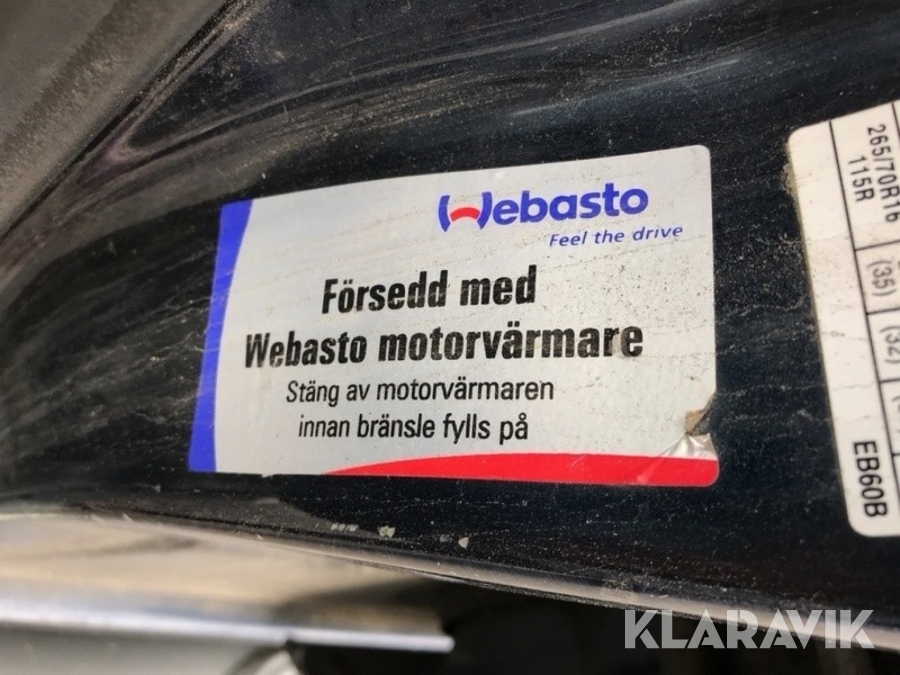 Webasto
Feel the drive
Försedd med
Webasto motorvärmare
Stäng av motorvärmaren
innan bränsle fylls på
265/70R16
115R
(35)
(32)
EB60B
KLARAVIK